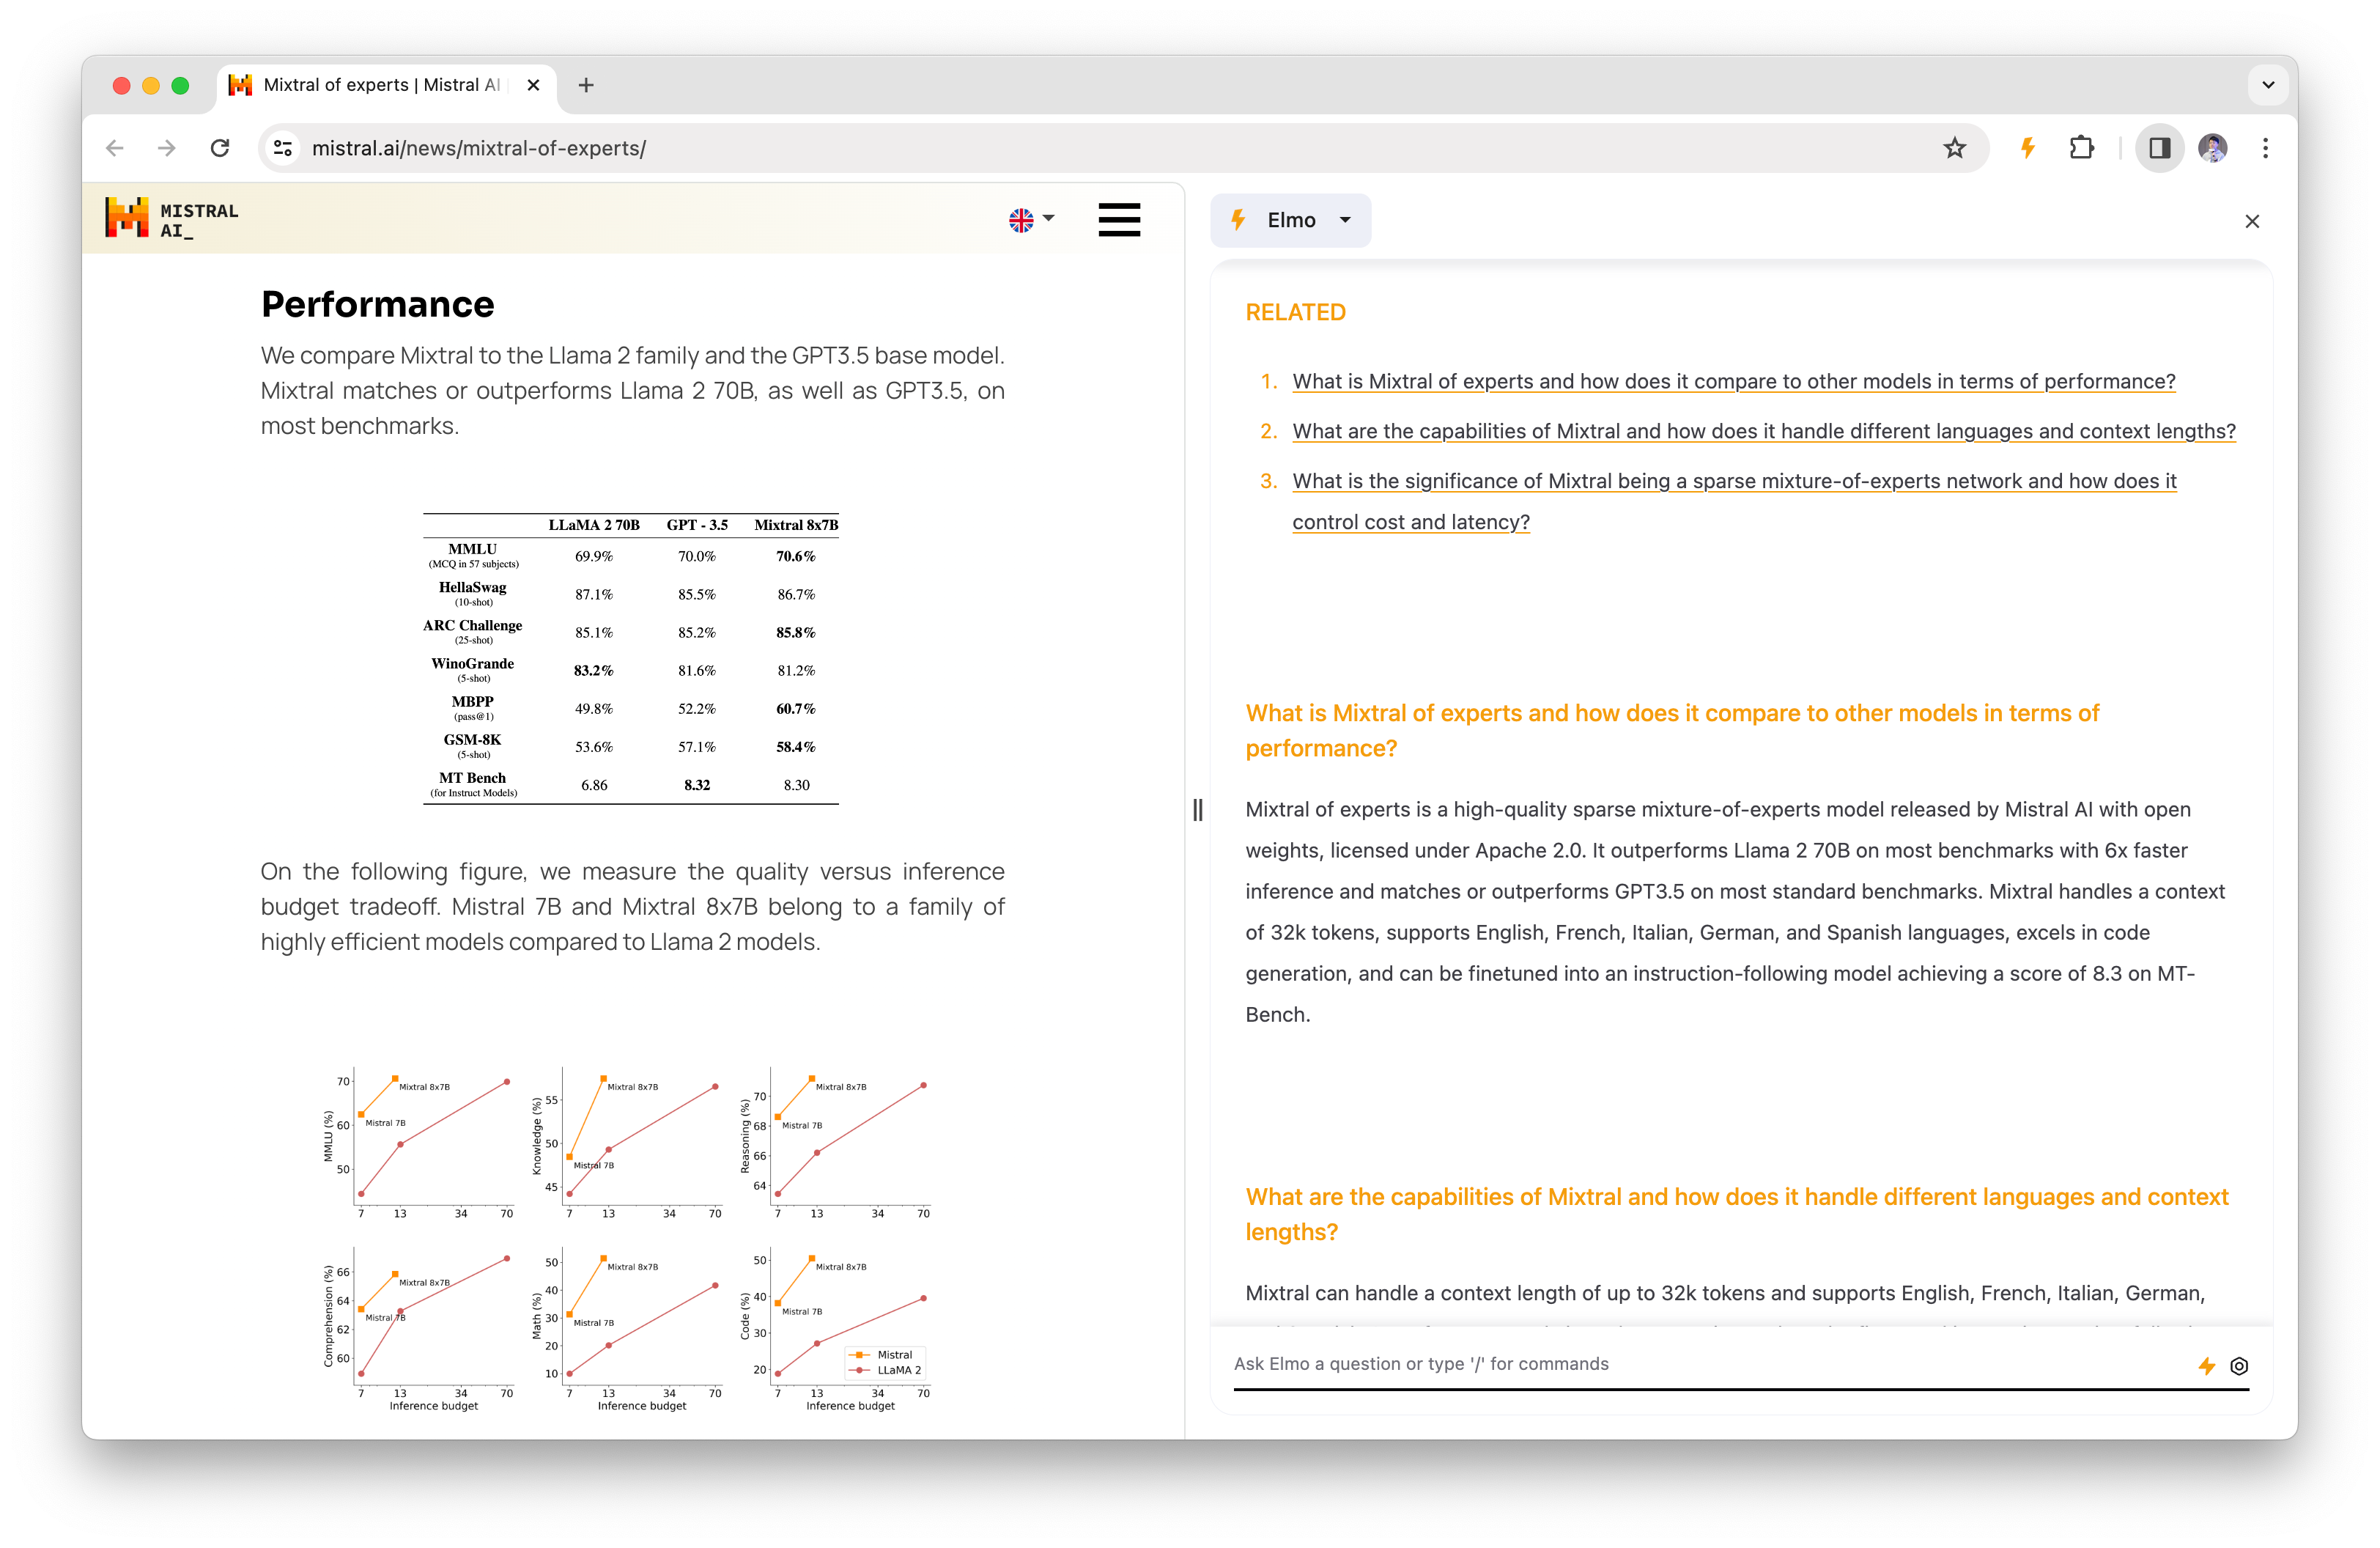 Mixtral of experts | Mistral AI
mistral.ai/news/mixtral-of-experts/
MISTRAL
AI_
Performance
We compare Mixtral to the Llama 2 family and the GPT3.5 base model.
Mixtral matches or outperforms Llama 2 70B, as well as GPT3.5, on
most benchmarks.
LLaMA 2 70B GPT - 3.5 Mixtral 8x7B
MMLU
(MCQ in 57 subjects)
69.9% 70.0% 70.6%
HellaSwag
(10-shot)
87.1% 85.5% 86.7%
ARC Challenge
(25-shot)
85.1% 85.2% 85.8%
WinoGrande
(5-shot)
83.2% 81.6% 81.2%
MBPP
(pass@1)
49.8% 52.2% 60.7%
GSM-8K
(5-shot)
53.6% 57.1% 58.4%
MT Bench
(for Instruct Models)
6.86 8.32 8.30
On the following figure, we measure the quality versus inference
budget tradeoff. Mistral 7B and Mixtral 8x7B belong to a family of
highly efficient models compared to Llama 2 models.
MMLU (%)
70
60
50
Mixtral 8x7B
Mistral 7B
7 13 34 70
Knowledge (%)
55
50
45
Mixtral 8x7B
Mistral 7B
7 13 34 70
Reasoning (%)
70
68
66
64
Mixtral 8x7B
Mistral 7B
7 13 34 70
Comprehension (%)
66
64
62
60
Mixtral 8x7B
Mistral 7B
7 13 34 70
Inference budget
Math (%)
50
40
30
20
10
Mixtral 8x7B
Mistral 7B
7 13 34 70
Inference budget
Code (%)
50
40
30
20
Mixtral 8x7B
Mistral 7B
Mistral
LLaMA 2
7 13 34 70
Inference budget
Elmo
RELATED
1. What is Mixtral of experts and how does it compare to other models in terms of performance?
2. What are the capabilities of Mixtral and how does it handle different languages and context lengths?
3. What is the significance of Mixtral being a sparse mixture-of-experts network and how does it
control cost and latency?
What is Mixtral of experts and how does it compare to other models in terms of
performance?
Mixtral of experts is a high-quality sparse mixture-of-experts model released by Mistral AI with open
weights, licensed under Apache 2.0. It outperforms Llama 2 70B on most benchmarks with 6x faster
inference and matches or outperforms GPT3.5 on most standard benchmarks. Mixtral handles a context
of 32k tokens, supports English, French, Italian, German, and Spanish languages, excels in code
generation, and can be finetuned into an instruction-following model achieving a score of 8.3 on MT-
Bench.
What are the capabilities of Mixtral and how does it handle different languages and context
lengths?
Mixtral can handle a context length of up to 32k tokens and supports English, French, Italian, German,
Ask Elmo a question or type '/' for commands